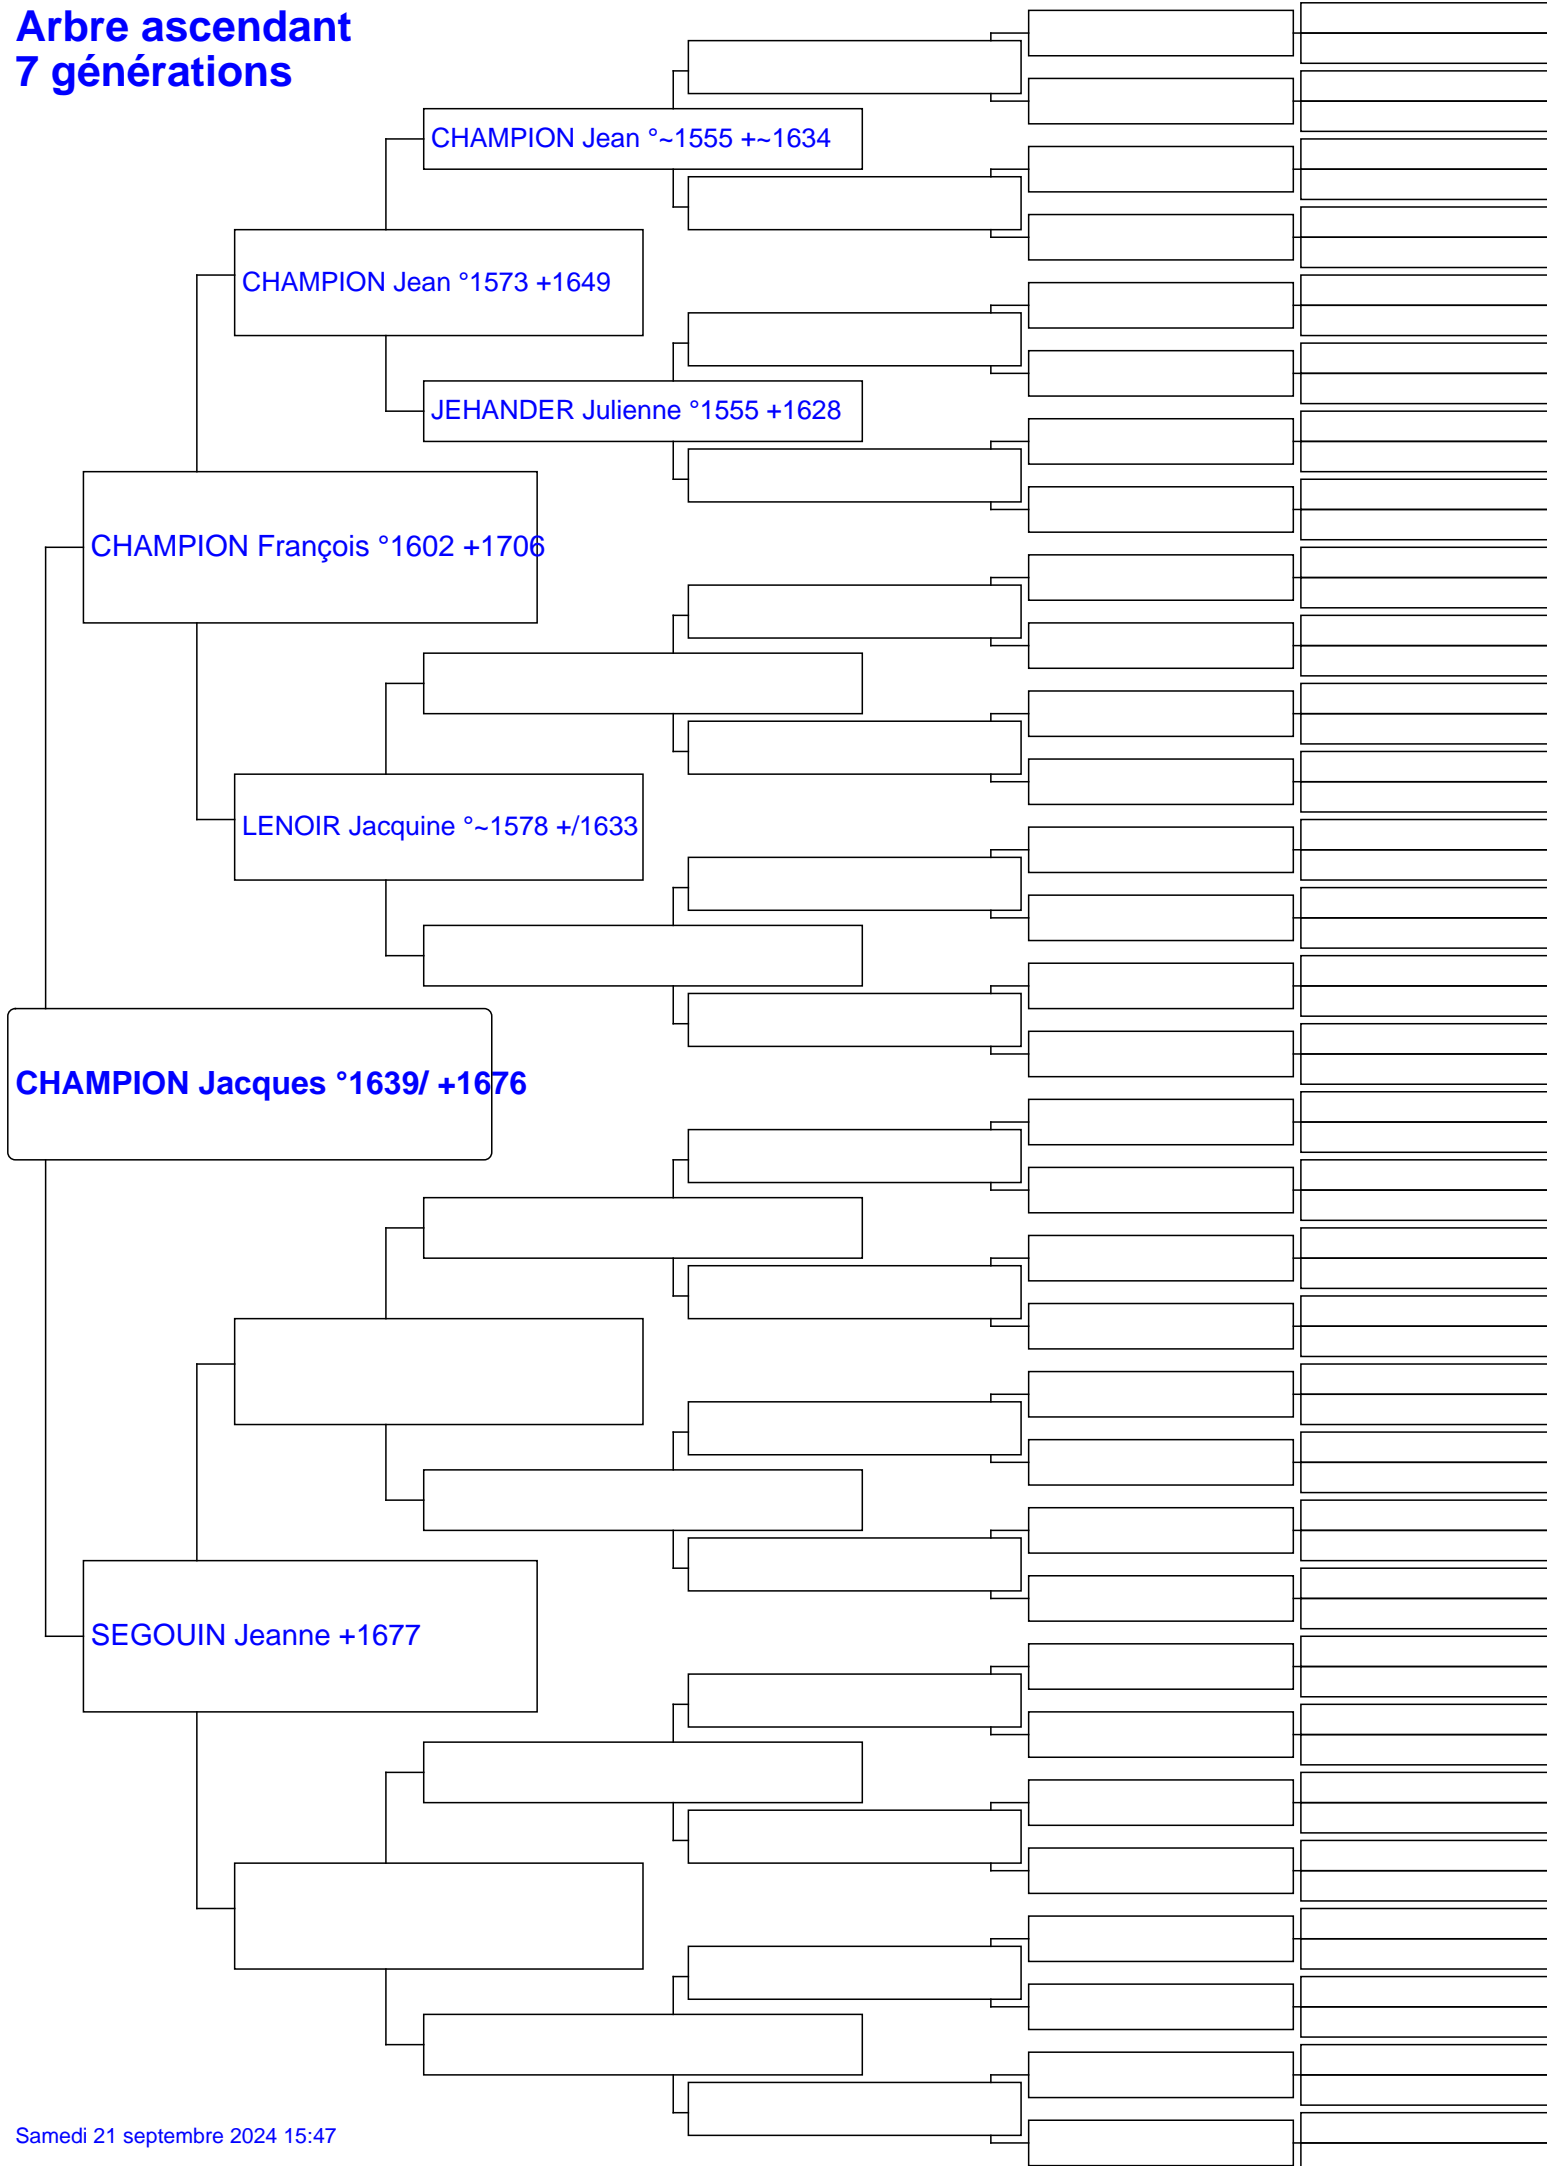 Arbre ascendant
7 générations
CHAMPION Jean °~1555 +~1634
CHAMPION Jean °1573 +1649
JEHANDER Julienne °1555 +1628
CHAMPION François °1602 +1706
LENOIR Jacquine °~1578 +/1633
CHAMPION Jacques °1639/ +1676
SEGOUIN Jeanne +1677
Samedi 21 septembre 2024 15:47